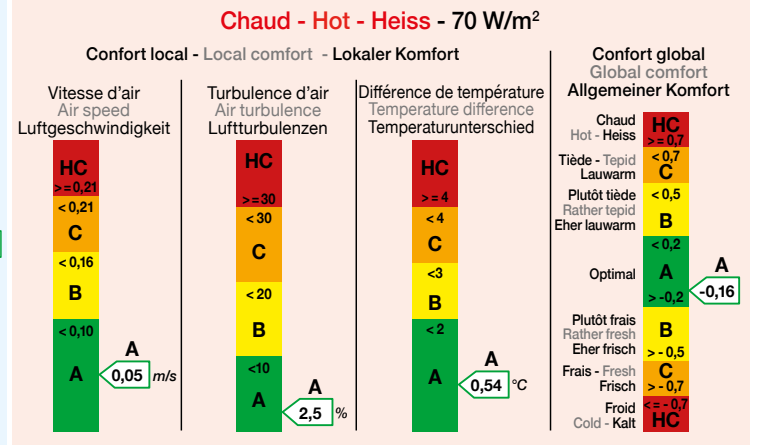 Chaud - Hot - Heiss - 70 W/m²
Confort local - Local comfort - Lokaler Komfort
Vitesse d'air
Air speed
Luftgeschwindigkeit
HC
>=0,21
<0,21
C
<0,16
B
<0,10
A
A
0,05 m/s
Turbulence d'air
Air turbulence
Luftturbulenzen
HC
>=30
<30
C
<20
B
<10
A
A
2,5 %
Différence de température
Temperature difference
Temperaturunterschied
HC
>= 4
< 4
C
<3
B
< 2
A
A
0,54 °C
Confort global
Global comfort
Allgemeiner Komfort
Chaud
Hot - Heiss
HC
>= 0,7
Tiède - Tepid
Lauwarm
< 0,7
C
Plutôt tiède
Rather tepid
Eher lauwarm
< 0,5
B
Optimal
< 0,2
A
> -0,2
A
-0,16
Plutôt frais
Rather fresh
Eher frisch
B
> - 0,5
Frais - Fresh
Frisch
C
> - 0,7
Froid
Cold - Kalt
<= - 0,7
HC